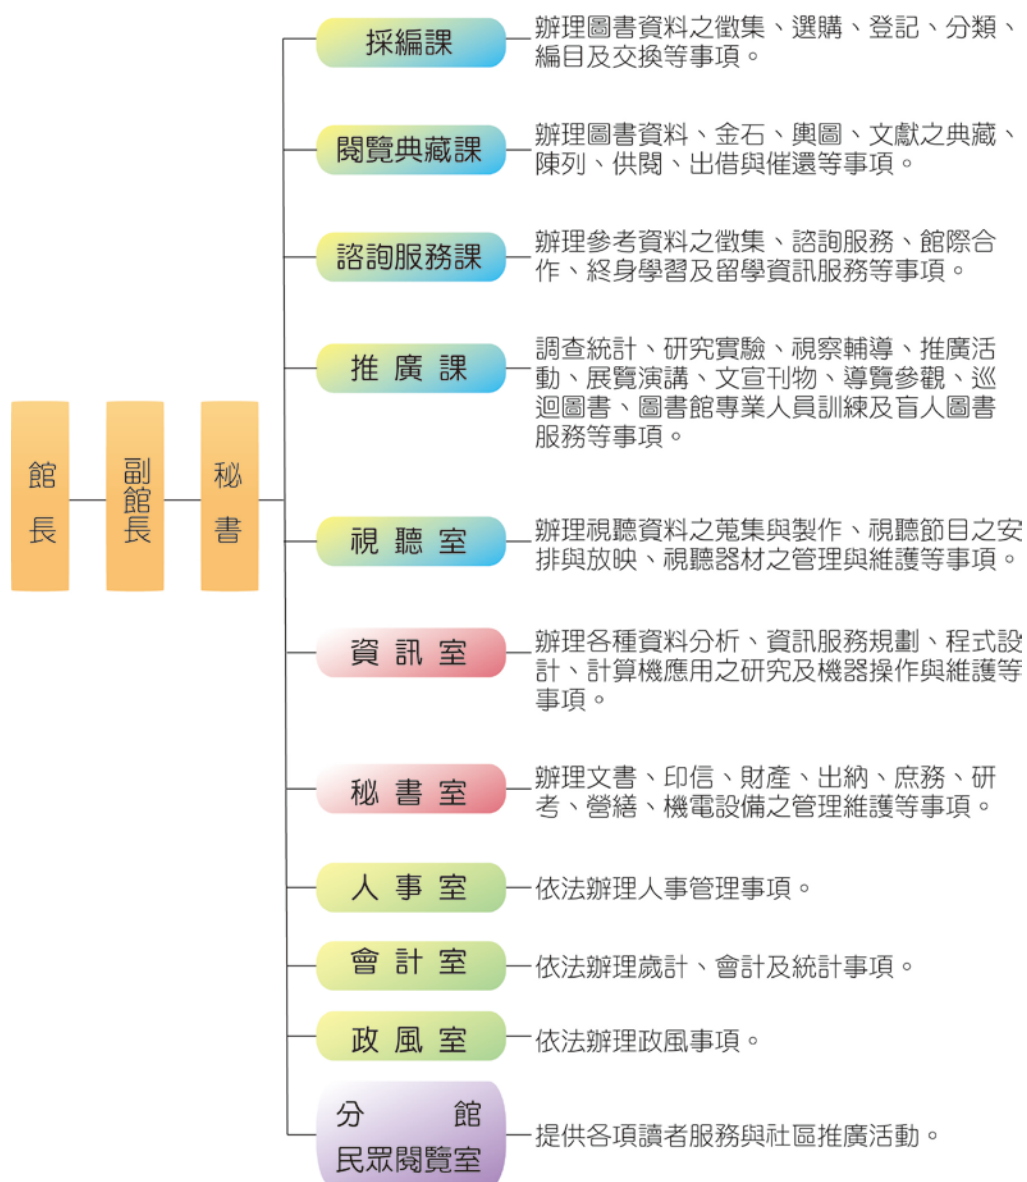 採編課
辦理圖書資料之徵集、選購、登記、分類、
編目及交換等事項。
閱覽典藏課
辦理圖書資料、金石、輿圖、文獻之典藏、
陳列、供閱、出借與催還等事項。
諮詢服務課
辦理參考資料之徵集、諮詢服務、館際合
作、終身學習及留學資訊服務等事項。
推廣課
調查統計、研究實驗、視察輔導、推廣活
動、展覽演講、文宣刊物、導覽參觀、巡
迴圖書、圖書館專業人員訓練及盲人圖書
服務等事項。
館長
副館長
秘書
視聽室
辦理視聽資料之蒐集與製作、視聽節目之安
排與放映、視聽器材之管理與維護等事項。
資訊室
辦理各種資料分析、資訊服務規劃、程式設
計、計算機應用之研究及機器操作與維護等
事項。
秘書室
辦理文書、印信、財產、出納、庶務、研
考、營繕、機電設備之管理維護等事項。
人事室
依法辦理人事管理事項。
會計室
依法辦理歲計、會計及統計事項。
政風室
依法辦理政風事項。
分館
民眾閱覽室
提供各項讀者服務與社區推廣活動。